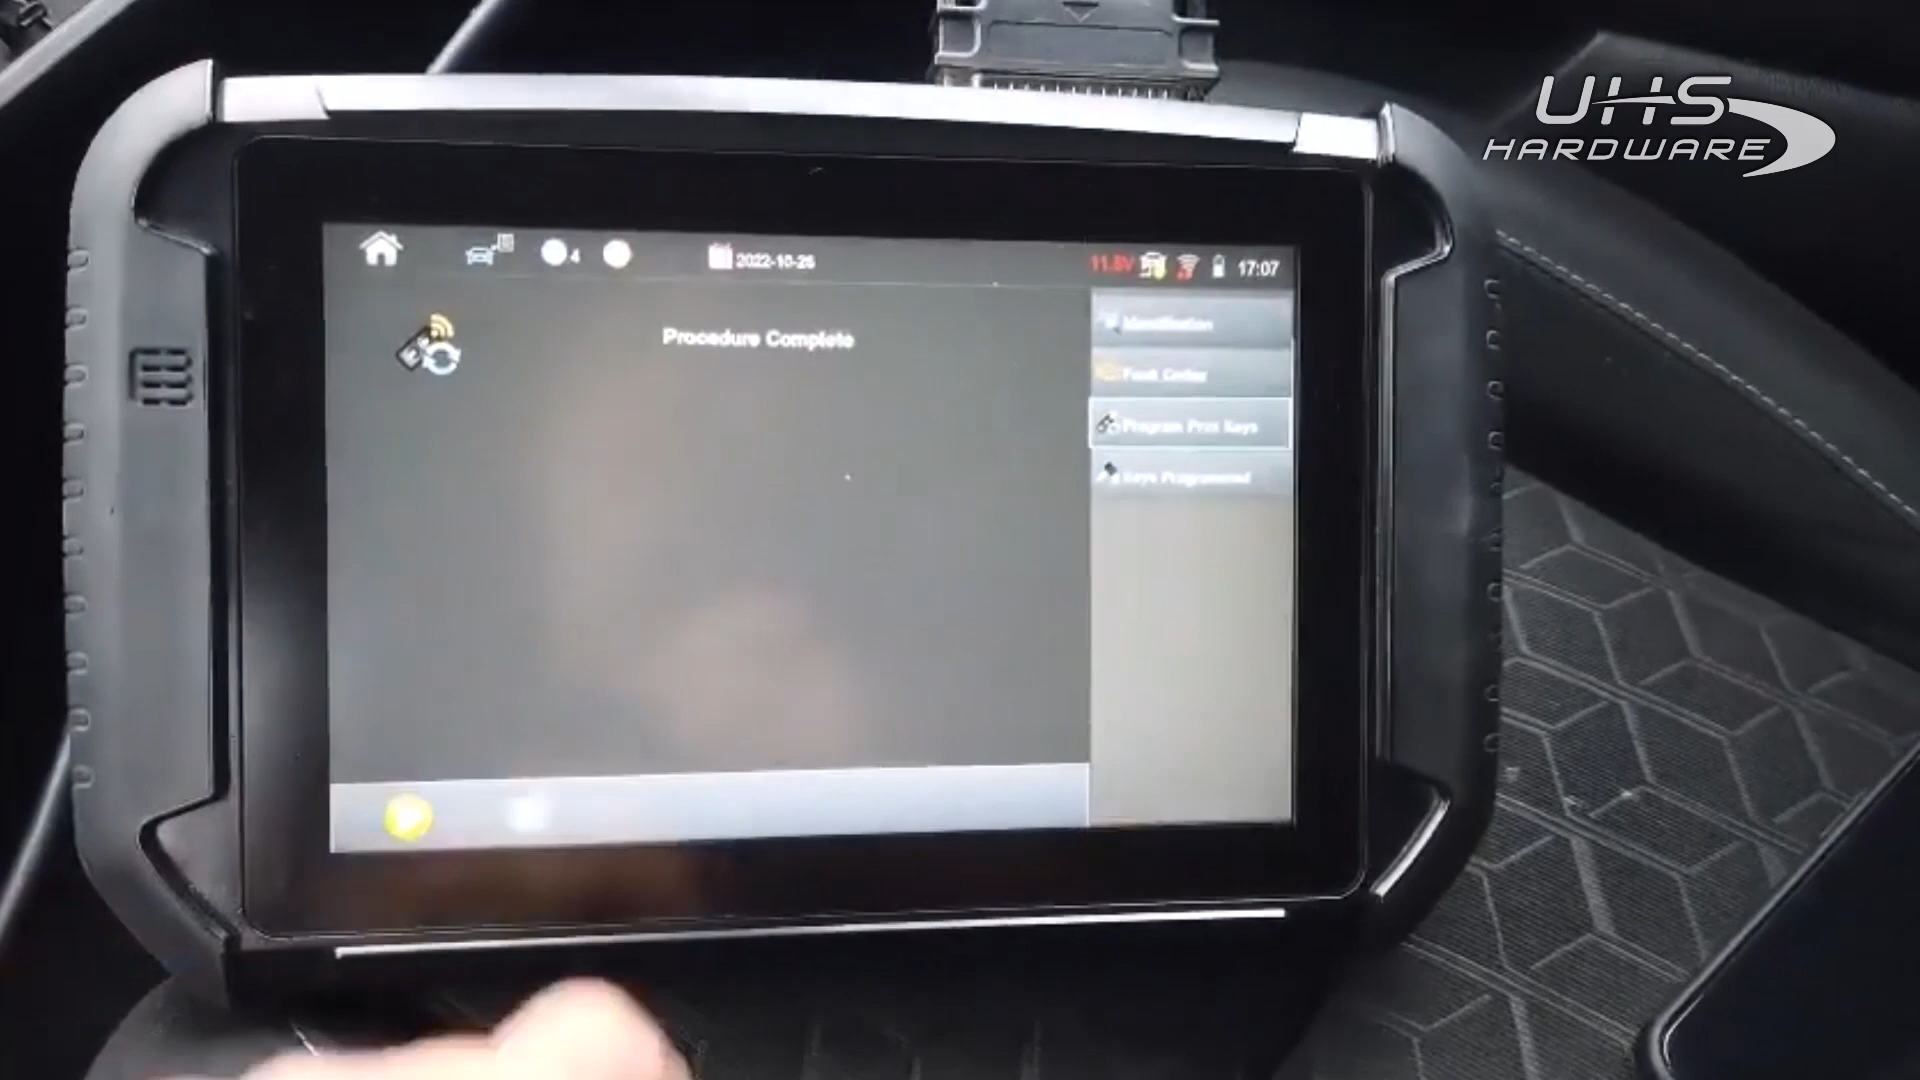 UHS
HARDWARE
4
2022-10-26
11.8V
17:07
Procedure Complete
Identification
Fault Codes
Program Prox Keys
Keys Programmed